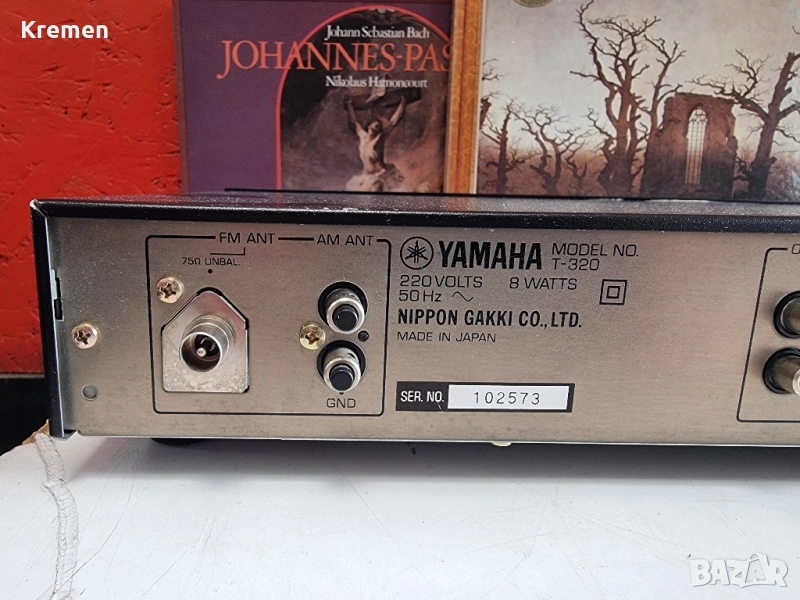 Kremen
Johann Sebastian Bach
JOHANNES-PAS
Nikolaus Harnoncourt
FM ANT
AM ANT
75Ω UNBAL.
GND
YAMAHA
MODEL NO.
T-320
220 VOLTS 8 WATTS
50 Hz
NIPPON GAKKI CO., LTD.
MADE IN JAPAN
SER. NO. 102573
O
BAZAR